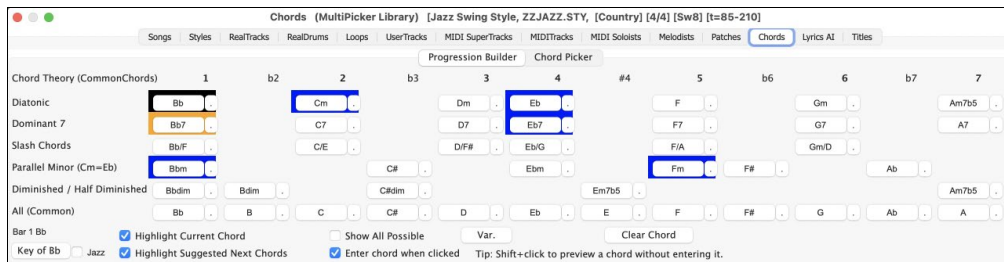 Chords (MultiPicker Library) [Jazz Swing Style, ZZJAZZ.STY, [Country] [4/4] [Sw8] [t=85-210]
Songs Styles RealTracks RealDrums Loops UserTracks MIDI SuperTracks MIDITracks MIDI Soloists Melodists Patches Chords Lyrics AI Titles
Progression Builder Chord Picker
Chord Theory (CommonChords) 1 b2 2 b3 3 4 #4 5 b6 6 b7 7
Diatonic Bb . Cm . Dm . Eb . F . Gm . Am7b5 .
Dominant 7 Bb7 . C7 . D7 . Eb7 . F7 . G7 . A7 .
Slash Chords Bb/F . C/E . D/F# . Eb/G . F/A . Gm/D .
Parallel Minor (Cm=Eb) Bbm . C# . Ebm . Fm . F# . Ab .
Diminished / Half Diminished Bbdim . Bdim . C#dim . Em7b5 . Am7b5 .
All (Common) Bb . B . C . C# . D . Eb . E . F . F# . G . Ab . A .
Bar 1 Bb Highlight Current Chord Show All Possible Var. Clear Chord
Key of Bb Jazz Highlight Suggested Next Chords Enter chord when clicked Tip: Shift+click to preview a chord without entering it.